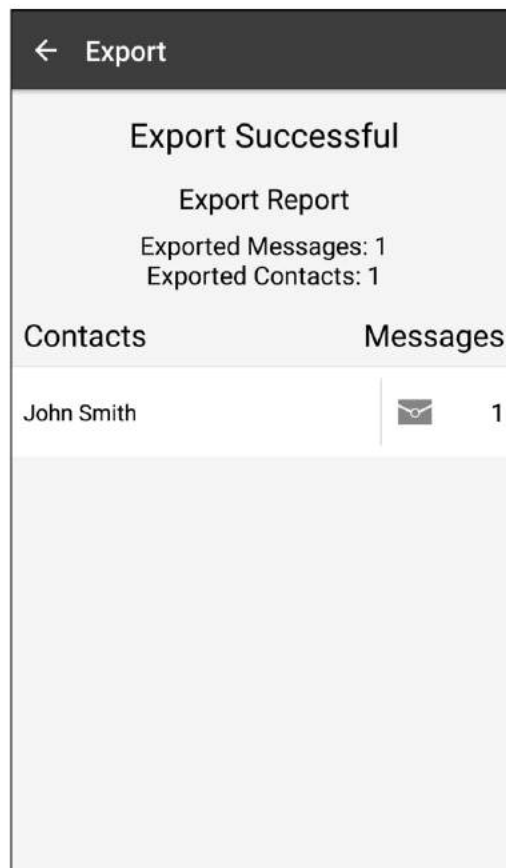 Export
Export Successful
Export Report
Exported Messages: 1
Exported Contacts: 1
Contacts Messages
John Smith 1